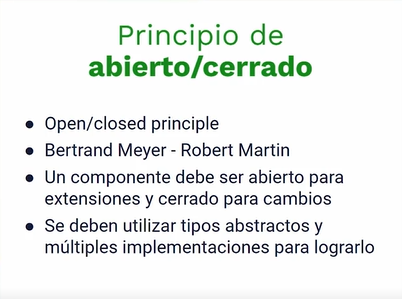 Principio de
abierto/cerrado
● Open/closed principle
● Bertrand Meyer - Robert Martin
● Un componente debe ser abierto para
extensiones y cerrado para cambios
● Se deben utilizar tipos abstractos y
múltiples implementaciones para lograrlo